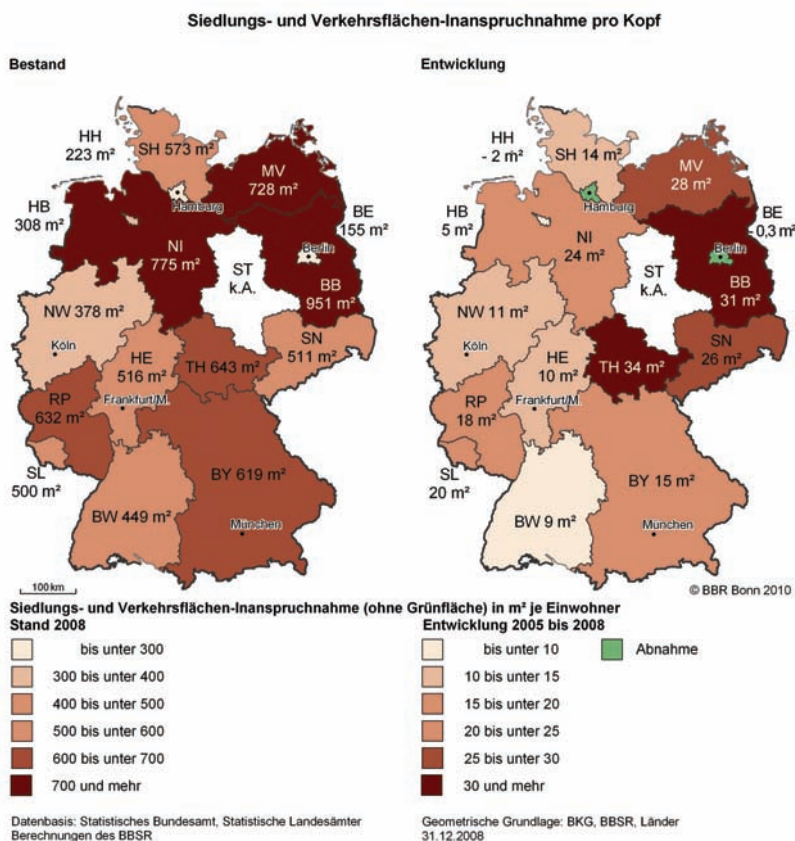 Siedlungs- und Verkehrsflächen-Inanspruchnahme pro Kopf
Bestand
HH
223 m²
SH 573 m²
MV
728 m²
Hamburg
HB
308 m²
BE
155 m²
NI
775 m²
Berlin
ST
k.A.
BB
951 m²
NW 378 m²
Köln
SN
511 m²
HE
516 m²
TH 643 m²
RP
632 m²
Frankfurt/M.
SL
500 m²
BY 619 m²
BW 449 m²
München
100 km
Entwicklung
HH
- 2 m²
SH 14 m²
MV
28 m²
Hamburg
HB
5 m²
BE
- 0,3 m²
NI
24 m²
Berlin
ST
k.A.
BB
31 m²
NW 11 m²
Köln
SN
26 m²
HE
10 m²
TH 34 m²
RP
18 m²
Frankfurt/M.
SL
20 m²
BY 15 m²
BW 9 m²
München
© BBR Bonn 2010
Siedlungs- und Verkehrsflächen-Inanspruchnahme (ohne Grünfläche) in m² je Einwohner
Stand 2008
bis unter 300
300 bis unter 400
400 bis unter 500
500 bis unter 600
600 bis unter 700
700 und mehr
Entwicklung 2005 bis 2008
bis unter 10
10 bis unter 15
15 bis unter 20
20 bis unter 25
25 bis unter 30
30 und mehr
Abnahme
Datenbasis: Statistisches Bundesamt, Statistische Landesämter
Berechnungen des BBSR
Geometrische Grundlage: BKG, BBSR, Länder
31.12.2008